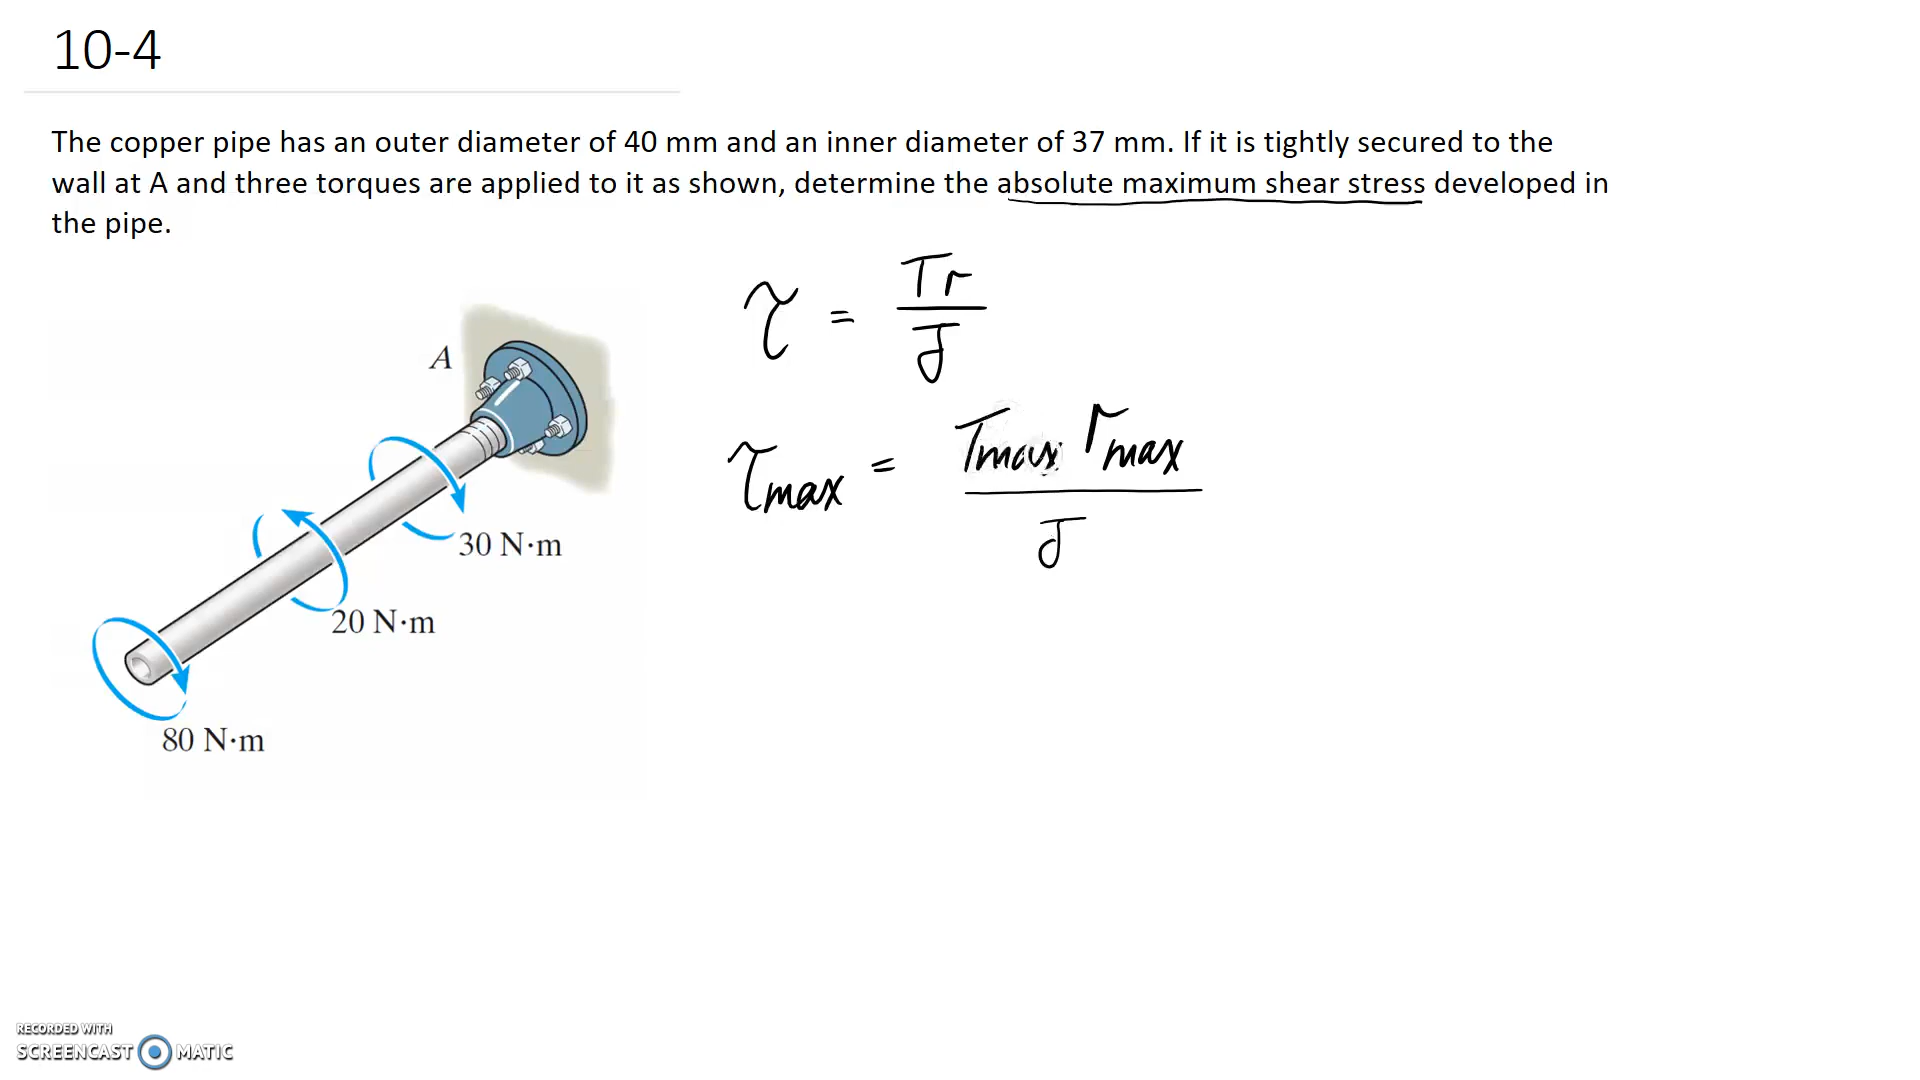 10-4
The copper pipe has an outer diameter of 40 mm and an inner diameter of 37 mm. If it is tightly secured to the
wall at A and three torques are applied to it as shown, determine the absolute maximum shear stress developed in
the pipe.
τ = Tr / J
τmax = Tmax rmax / J
A
30 N·m
20 N·m
80 N·m
RECORDED WITH
SCREENCAST MATIC